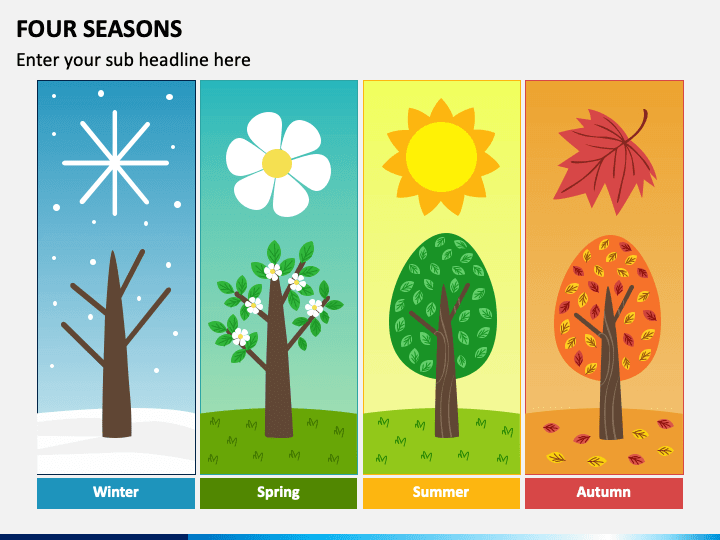 FOUR SEASONS
Enter your sub headline here
Winter
Spring
Summer
Autumn